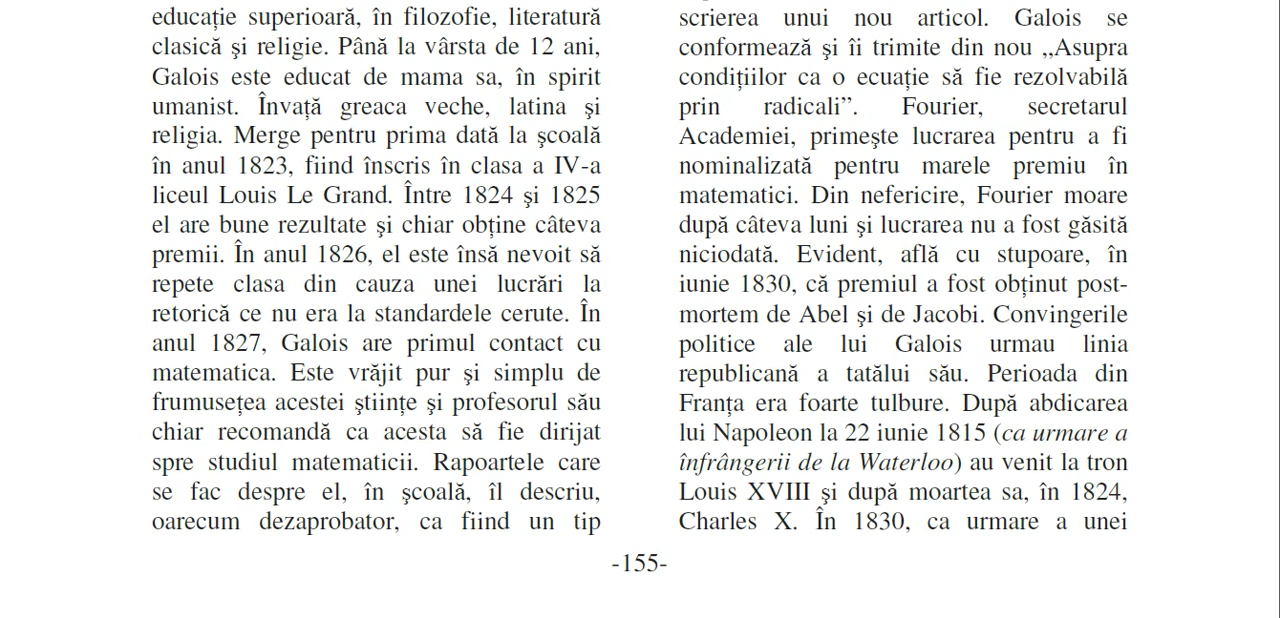 educație superioară, în filozofie, literatură
clasică şi religie. Până la vârsta de 12 ani,
Galois este educat de mama sa, în spirit
umanist. Învață greaca veche, latina şi
religia. Merge pentru prima dată la şcoală
în anul 1823, fiind înscris în clasa a IV-a
liceul Louis Le Grand. Între 1824 şi 1825
el are bune rezultate şi chiar obține câteva
premii. În anul 1826, el este însă nevoit să
repete clasa din cauza unei lucrări la
retorică ce nu era la standardele cerute. În
anul 1827, Galois are primul contact cu
matematica. Este vrăjit pur şi simplu de
frumusețea acestei ştiințe şi profesorul său
chiar recomandă ca acesta să fie dirijat
spre studiul matematicii. Rapoartele care
se fac despre el, în şcoală, îl descriu,
oarecum dezaprobator, ca fiind un tip
scrierea unui nou articol. Galois se
conformează şi îi trimite din nou ,,Asupra
condițiilor ca o ecuație să fie rezolvabilă
prin radicali”. Fourier, secretarul
Academiei, primeşte lucrarea pentru a fi
nominalizată pentru marele premiu în
matematici. Din nefericire, Fourier moare
după câteva luni şi lucrarea nu a fost găsită
niciodată. Evident, află cu stupoare, în
iunie 1830, că premiul a fost obținut post-
mortem de Abel şi de Jacobi. Convingerile
politice ale lui Galois urmau linia
republicană a tatălui său. Perioada din
Franța era foarte tulbure. După abdicarea
lui Napoleon la 22 iunie 1815 (ca urmare a
înfrângerii de la Waterloo) au venit la tron
Louis XVIII şi după moartea sa, în 1824,
Charles X. În 1830, ca urmare a unei
-155-